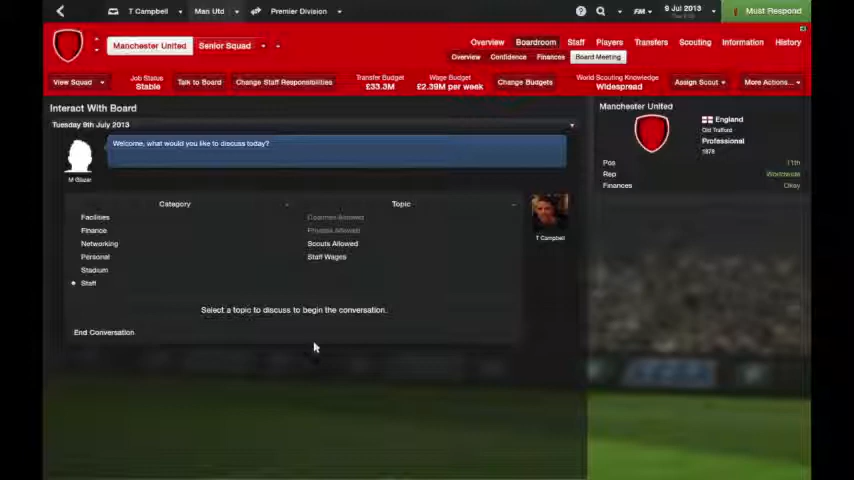 T Campbell
Man Utd
Premier Division
FM
9 Jul 2013
Must Respond
Manchester United
Senior Squad
Overview
Boardroom
Staff
Players
Transfers
Scouting
Information
History
Overview
Confidence
Finances
Board Meeting
View Squad
Job Status
Stable
Talk to Board
Change Staff Responsibilities
Transfer Budget
£33.3M
Wage Budget
£2.39M per week
Change Budgets
World Scouting Knowledge
Widespread
Assign Scout
More Actions...
Interact With Board
Tuesday 9th July 2013
Welcome, what would you like to discuss today?
M Glazer
Category
Topic
Facilities
Coaches Allowed
Finance
Physios Allowed
Networking
Scouts Allowed
Personal
Staff Wages
Stadium
Staff
T Campbell
Select a topic to discuss to begin the conversation.
End Conversation
Manchester United
England
Old Trafford
Professional
1878
Pos
11th
Rep
Worldwide
Finances
Okay
SEGA